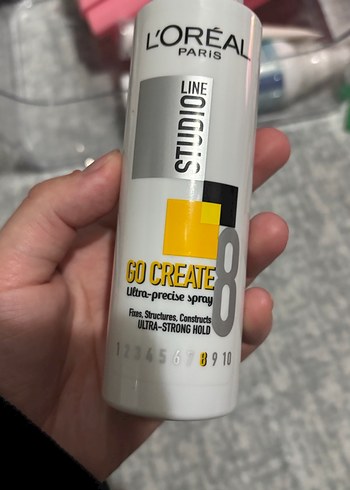 L'ORÉAL
PARIS
STUDIO LINE
8
GO CREATE
Ultra-precise spray
Fixes, Structures, Constructs
ULTRA-STRONG HOLD
1 2 3 4 5 6 7 8 9 10